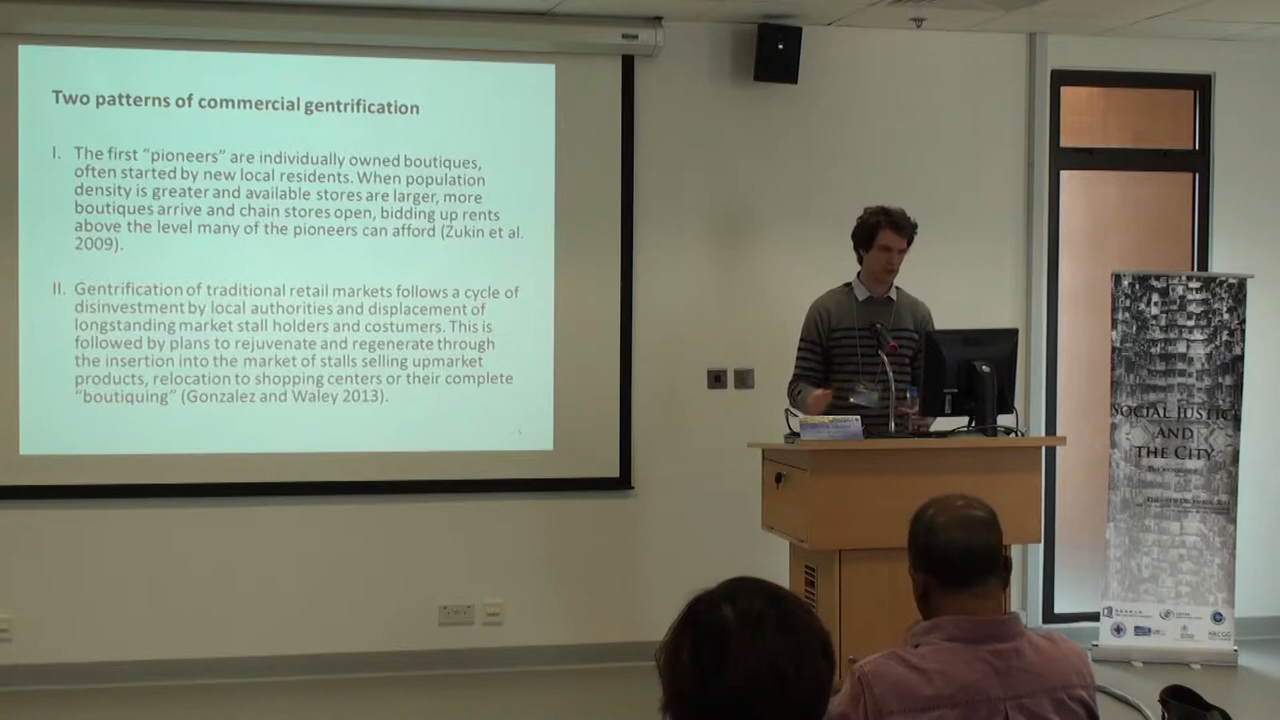 Two patterns of commercial gentrification
I. The first “pioneers” are individually owned boutiques,
often started by new local residents. When population
density is greater and available stores are larger, more
boutiques arrive and chain stores open, bidding up rents
above the level many of the pioneers can afford (Zukin et al.
2009).
II. Gentrification of traditional retail markets follows a cycle of
disinvestment by local authorities and displacement of
longstanding market stall holders and costumers. This is
followed by plans to rejuvenate and regenerate through
the insertion into the market of stalls selling upmarket
products, relocation to shopping centers or their complete
“boutiquing” (Gonzalez and Waley 2013).
5
SOCIAL JUSTICE
AND
THE CITY